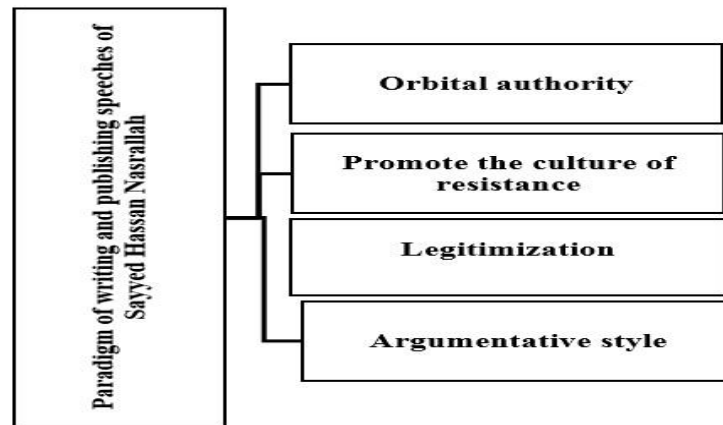 Paradigm of writing and publishing speeches of
Sayyed Hassan Nasrallah
Orbital authority
Promote the culture of
resistance
Legitimization
Argumentative style